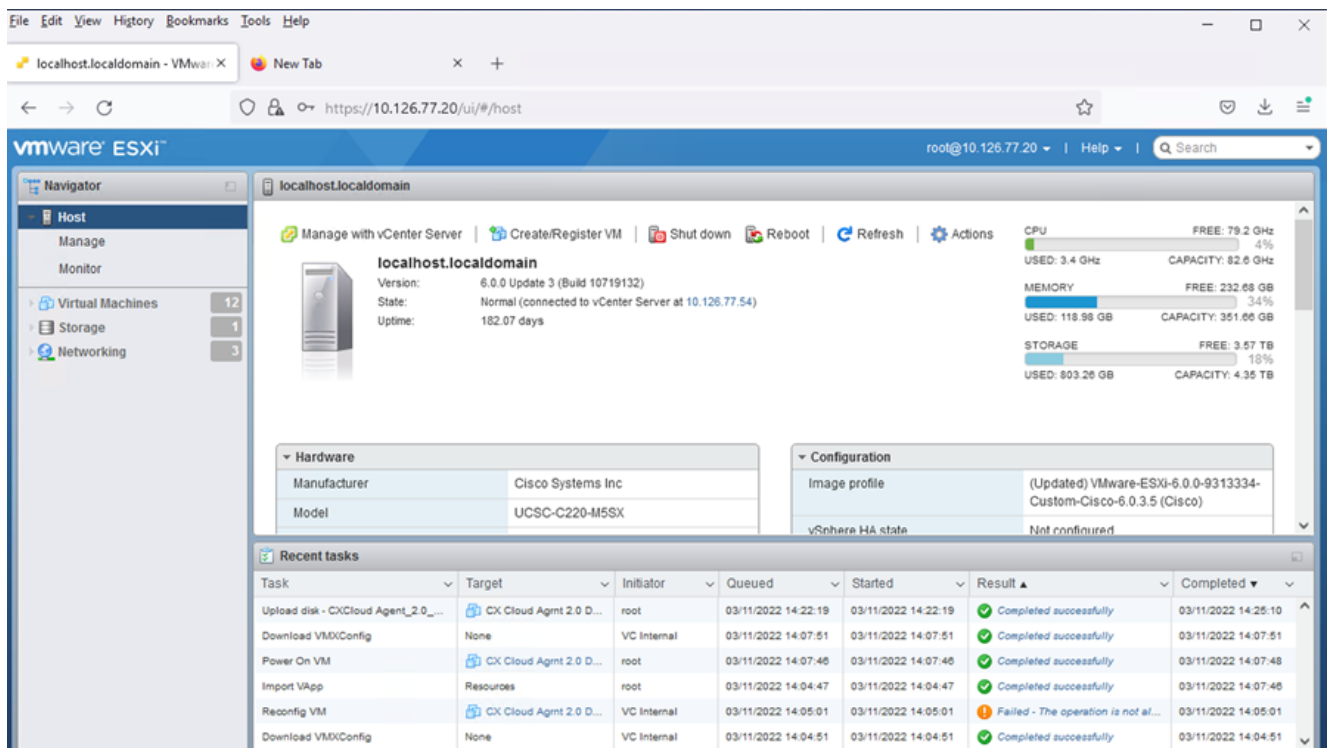 File Edit View History Bookmarks Tools Help
localhost.localdomain - VMwar
New Tab
https://10.126.77.20/ui/#/host
vmware ESXi™
root@10.126.77.20 | Help | Search
Navigator
localhost.localdomain
Host
Manage
Monitor
Virtual Machines 12
Storage 1
Networking 3
Manage with vCenter Server | Create/Register VM | Shut down Reboot | Refresh | Actions
localhost.localdomain
Version: 6.0.0 Update 3 (Build 10719132)
State: Normal (connected to vCenter Server at 10.126.77.54)
Uptime: 182.07 days
CPU FREE: 79.2 GHz
4%
USED: 3.4 GHz CAPACITY: 82.6 GHz
MEMORY FREE: 232.68 GB
34%
USED: 118.98 GB CAPACITY: 351.66 GB
STORAGE FREE: 3.57 TB
18%
USED: 803.26 GB CAPACITY: 4.35 TB
Hardware
Manufacturer Cisco Systems Inc
Model UCSC-C220-M5SX
Configuration
Image profile (Updated) VMware-ESXi-6.0.0-9313334-
Custom-Cisco-6.0.3.5 (Cisco)
vSphere HA state Not configured
Recent tasks
Task Target Initiator Queued Started Result Completed
Upload disk - CXCloud Agent_2.0_... CX Cloud Agrnt 2.0 D... root 03/11/2022 14:22:19 03/11/2022 14:22:19 Completed successfully 03/11/2022 14:25:10
Download VMXConfig None VC Internal 03/11/2022 14:07:51 03/11/2022 14:07:51 Completed successfully 03/11/2022 14:07:51
Power On VM CX Cloud Agrnt 2.0 D... root 03/11/2022 14:07:46 03/11/2022 14:07:46 Completed successfully 03/11/2022 14:07:48
Import VApp Resources root 03/11/2022 14:04:47 03/11/2022 14:04:47 Completed successfully 03/11/2022 14:07:46
Reconfig VM CX Cloud Agrnt 2.0 D... VC Internal 03/11/2022 14:05:01 03/11/2022 14:05:01 Failed - The operation is not al... 03/11/2022 14:05:01
Download VMXConfig None VC Internal 03/11/2022 14:04:51 03/11/2022 14:04:51 Completed successfully 03/11/2022 14:04:51